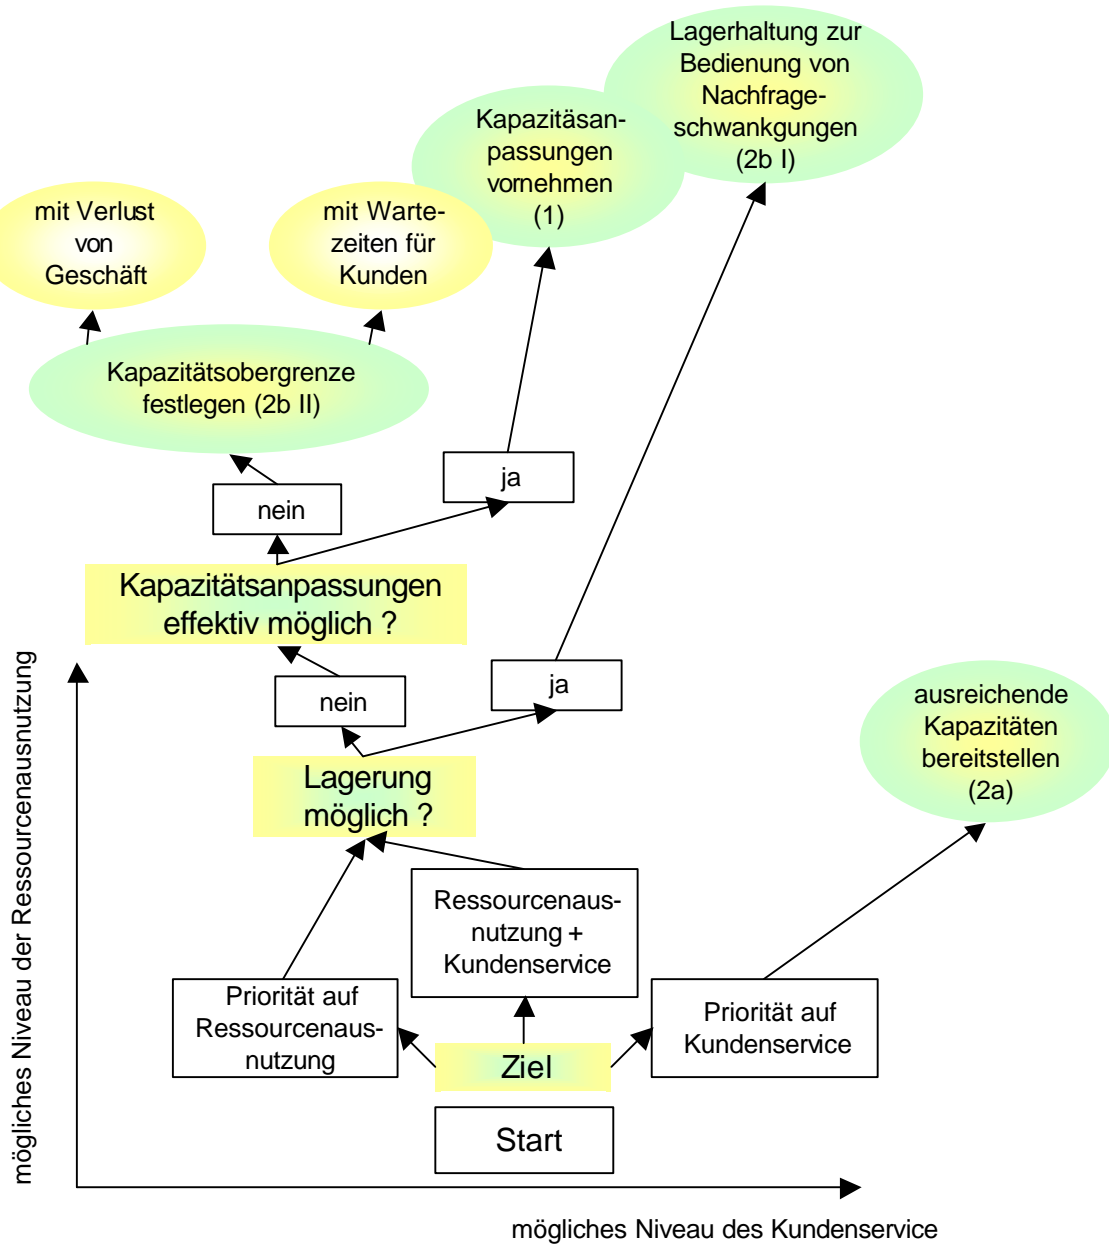 Lagerhaltung zur
Bedienung von
Nachfrage-
schwankgungen
(2b I)
Kapazitäsan-
passungen
vornehmen
(1)
mit Verlust
von
Geschäft
mit Warte-
zeiten für
Kunden
Kapazitätsobergrenze
festlegen (2b II)
ja
nein
Kapazitätsanpassungen
effektiv möglich ?
ja
nein
ausreichende
Kapazitäten
bereitstellen
(2a)
Lagerung
möglich ?
Ressourcenaus-
nutzung +
Kundenservice
Priorität auf
Ressourcenaus-
nutzung
Priorität auf
Kundenservice
Ziel
Start
mögliches Niveau der Ressourcenausnutzung
mögliches Niveau des Kundenservice